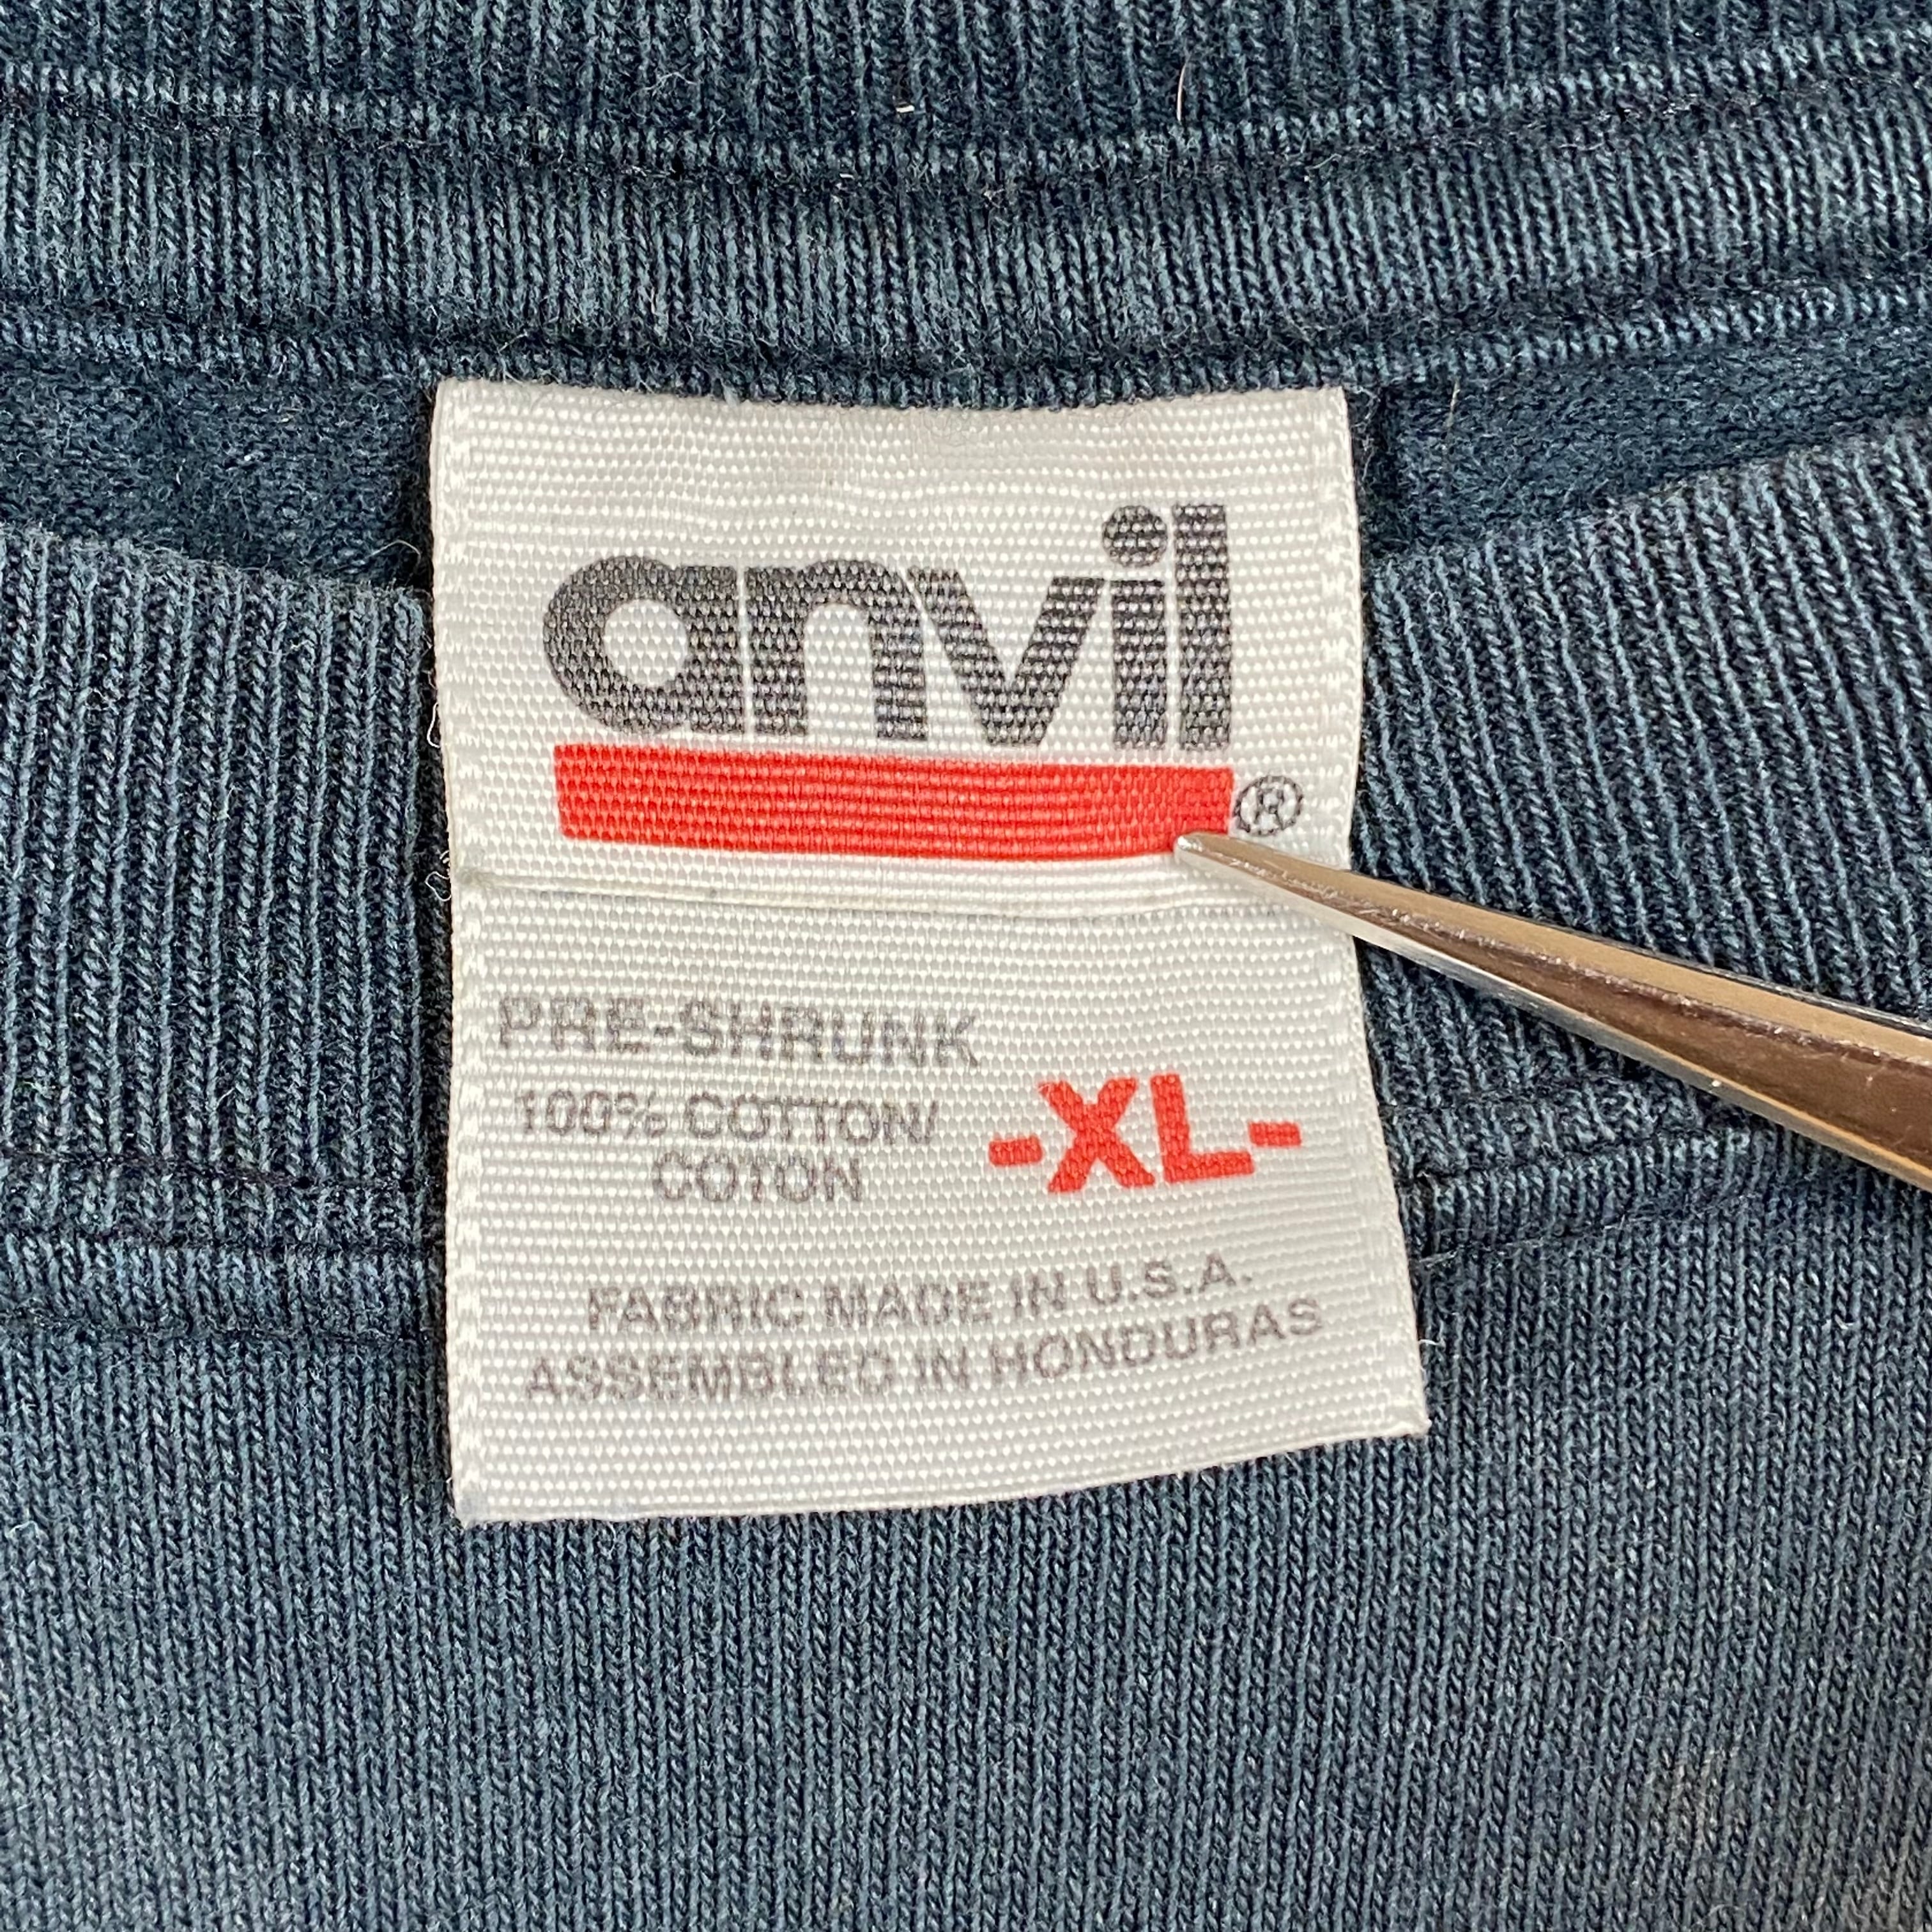 anvil
®
PRE-SHRUNK
100% COTTON/
COTON
-XL-
FABRIC MADE IN U.S.A.
ASSEMBLED IN HONDURAS